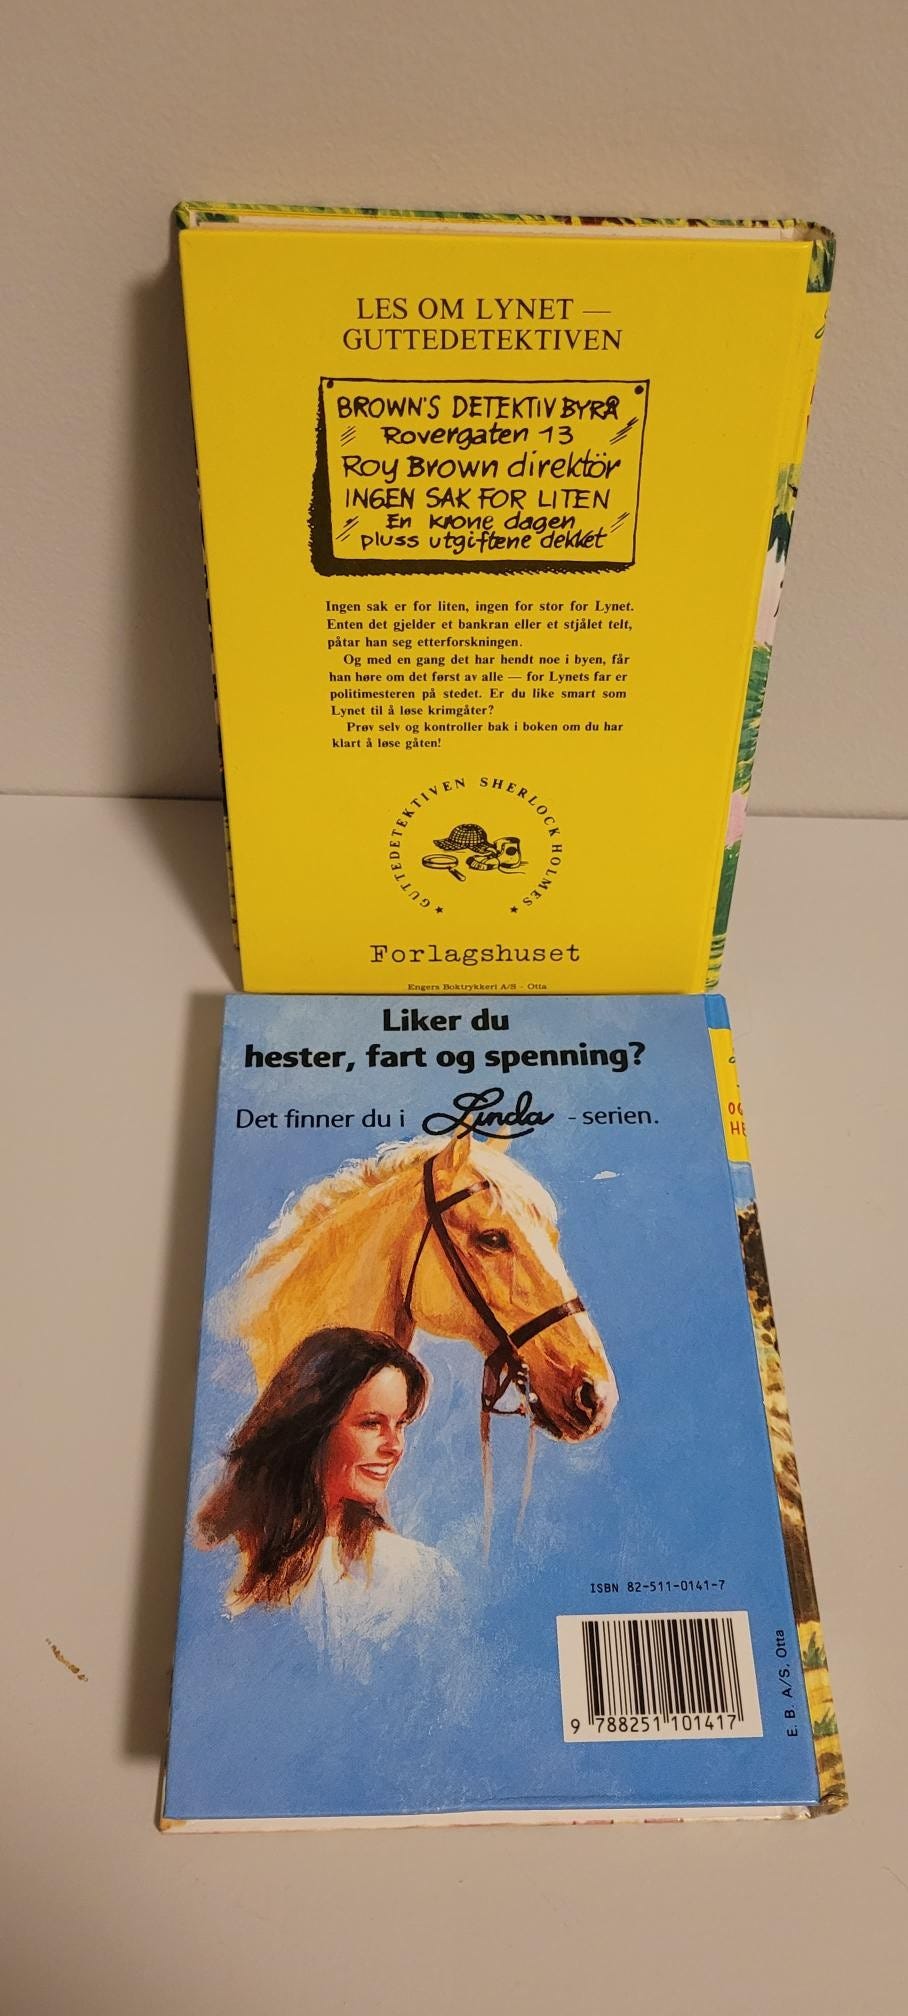 LES OM LYNET —
GUTTEDETEKTIVEN
BROWN'S DETEKTIV BYRÅ
Rovergaten 13
Roy Brown direktör
INGEN SAK FOR LITEN
En krone dagen
pluss utgiftene dekket
Ingen sak er for liten, ingen for stor for Lynet.
Enten det gjelder et bankran eller et stjålet telt,
påtar han seg etterforskningen.
Og med en gang det har hendt noe i byen, får
han høre om det først av alle — for Lynets far er
politimesteren på stedet. Er du like smart som
Lynet til å løse krimgåter?
Prøv selv og kontroller bak i boken om du har
klart å løse gåten!
★ GUTTEDETEKTIVEN SHERLOCK HOLMES ★
Forlagshuset
Engers Boktrykkeri A/S - Otta
Liker du
hester, fart og spenning?
Det finner du i Linda - serien.
ISBN 82-511-0141-7
9 788251 101417
E. B. A/S, Otta